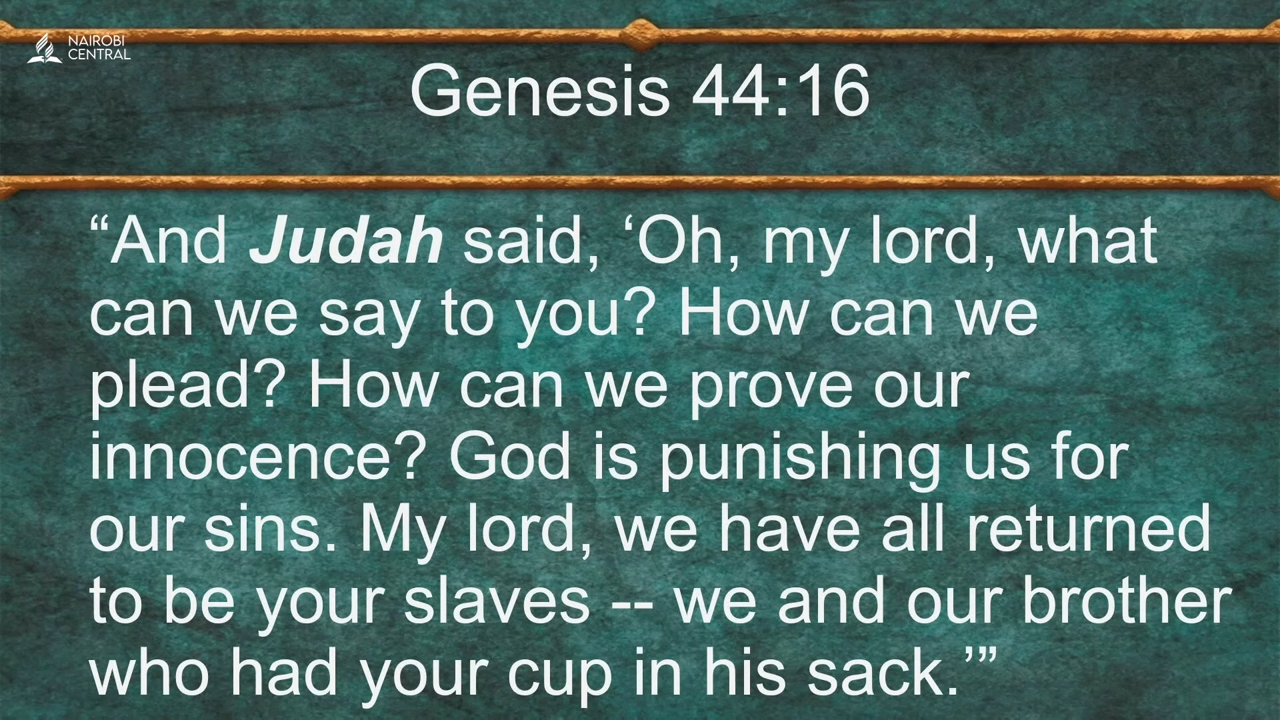 NAIROBI
CENTRAL
Genesis 44:16
“And Judah said, ‘Oh, my lord, what
can we say to you? How can we
plead? How can we prove our
innocence? God is punishing us for
our sins. My lord, we have all returned
to be your slaves -- we and our brother
who had your cup in his sack.’”